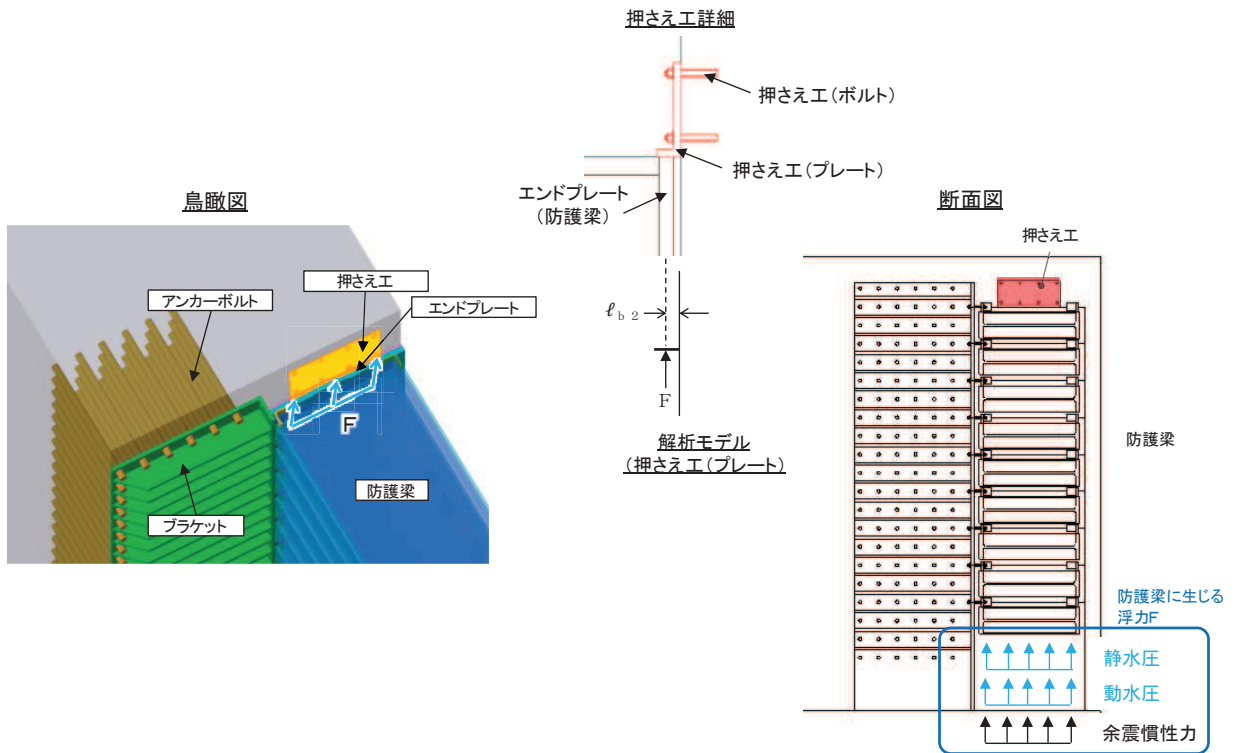 押さえ工詳細
押さえ工(ボルト)
押さえ工(プレート)
エンドプレート
(防護梁)
ℓb2
F
解析モデル
(押さえ工(プレート)
鳥瞰図
押さえ工
アンカーボルト
エンドプレート
F
防護梁
ブラケット
断面図
押さえ工
防護梁
防護梁に生じる
浮力F
静水圧
動水圧
余震慣性力